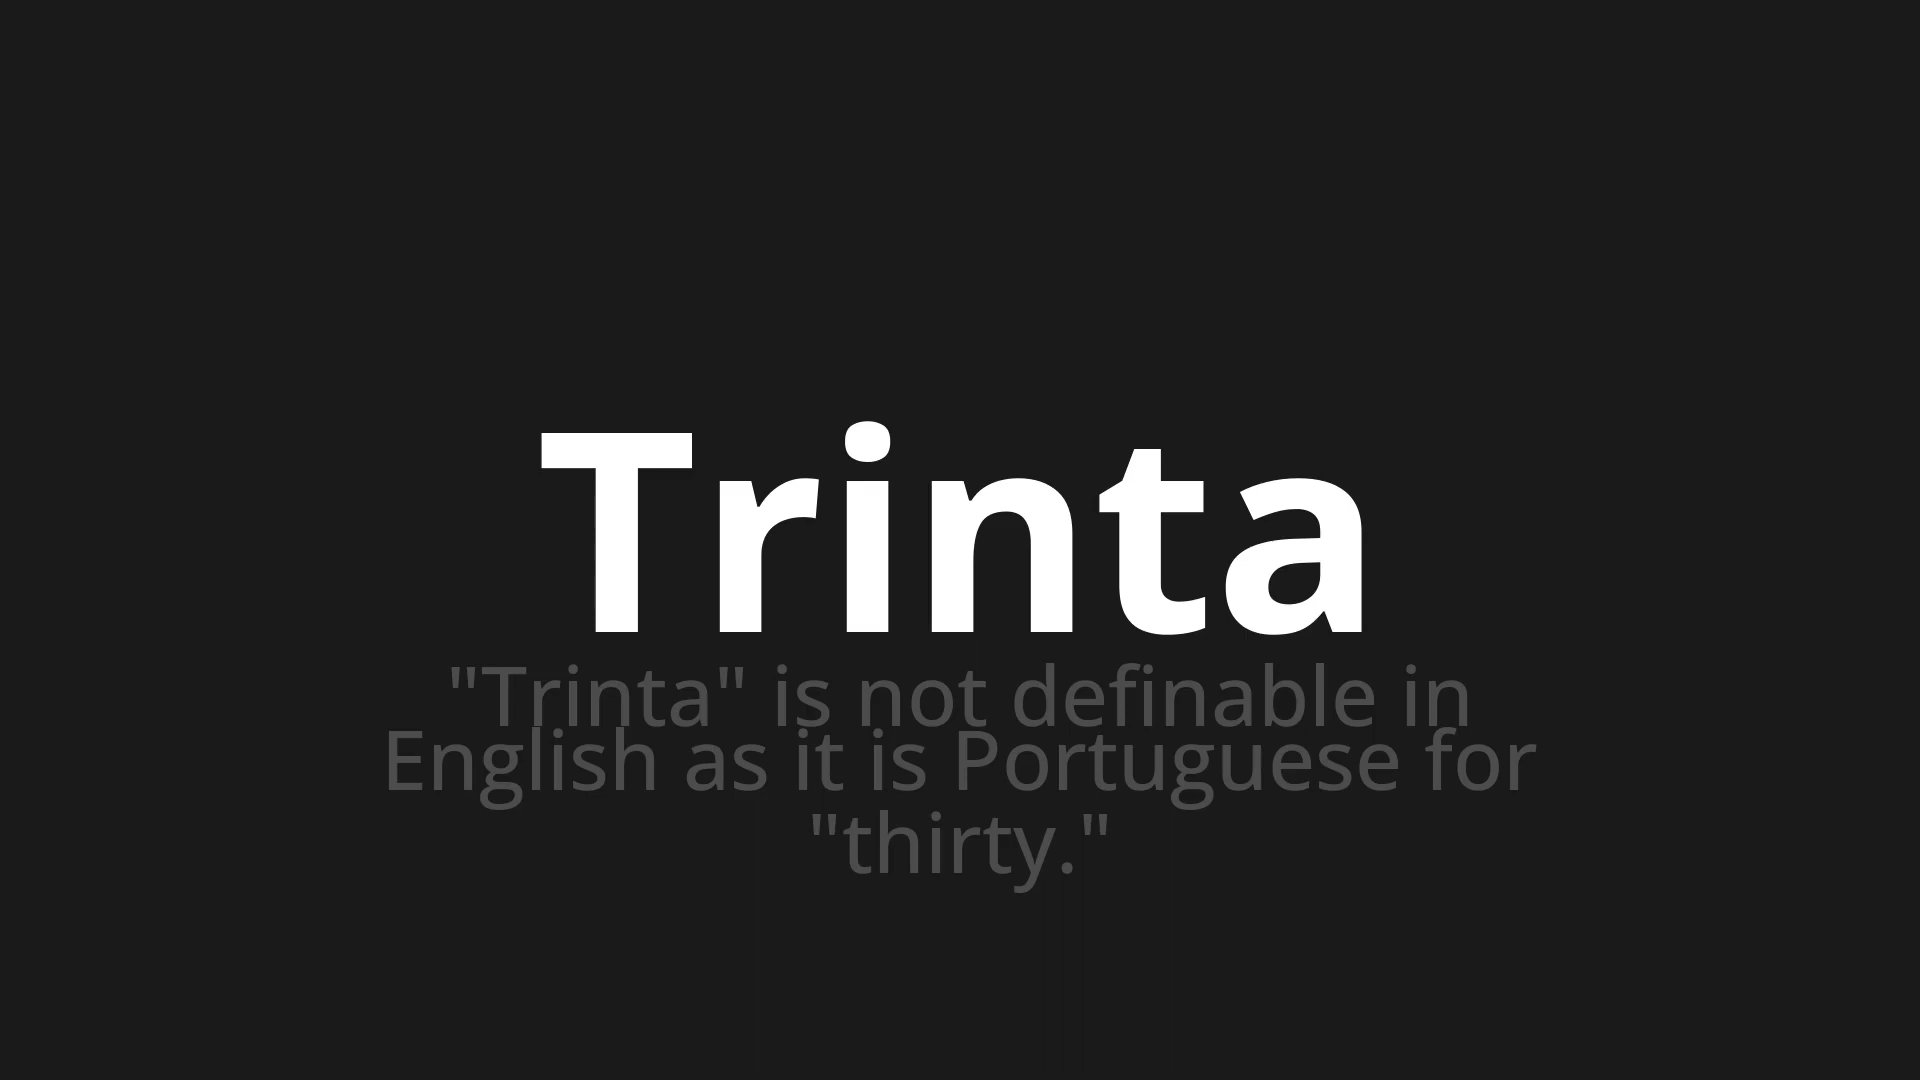 Trinta
"Trinta" is not definable in
English as it is Portuguese for
"thirty."